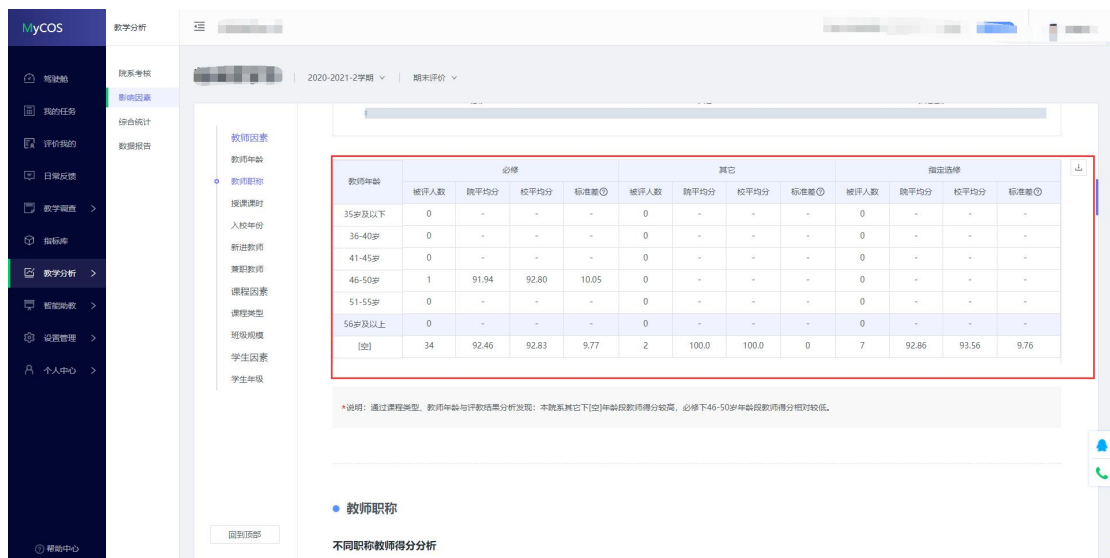 MyCOS
教学分析
驾驶舱
我的任务
评价我的
日常反馈
教学调查 >
指标库
教学分析 >
智能助教 >
设置管理 >
个人中心 >
帮助中心
院系考核
影响因素
综合统计
数据报告
2020-2021-2学期 期末评价
教师因素
教师年龄
教师职称
授课课时
入校年份
新进教师
兼职教师
课程因素
课程类型
班级规模
学生因素
学生年级
回到顶部
教师年龄 必修 其它 指定选修
被评人数 院平均分 校平均分 标准差 被评人数 院平均分 校平均分 标准差 被评人数 院平均分 校平均分 标准差
35岁及以下 0 - - - 0 - - - 0 - - -
36-40岁 0 - - - 0 - - - 0 - - -
41-45岁 0 - - - 0 - - - 0 - - -
46-50岁 1 91.94 92.80 10.05 0 - - - 0 - - -
51-55岁 0 - - - 0 - - - 0 - - -
56岁及以上 0 - - - 0 - - - 0 - - -
[空] 34 92.46 92.83 9.77 2 100.0 100.0 0 7 92.86 93.56 9.76
*说明：通过课程类型、教师年龄与评教结果分析发现：本院系其它下[空]年龄段教师得分较高，必修下46-50岁年龄段教师得分相对较低。
教师职称
不同职称教师得分分析